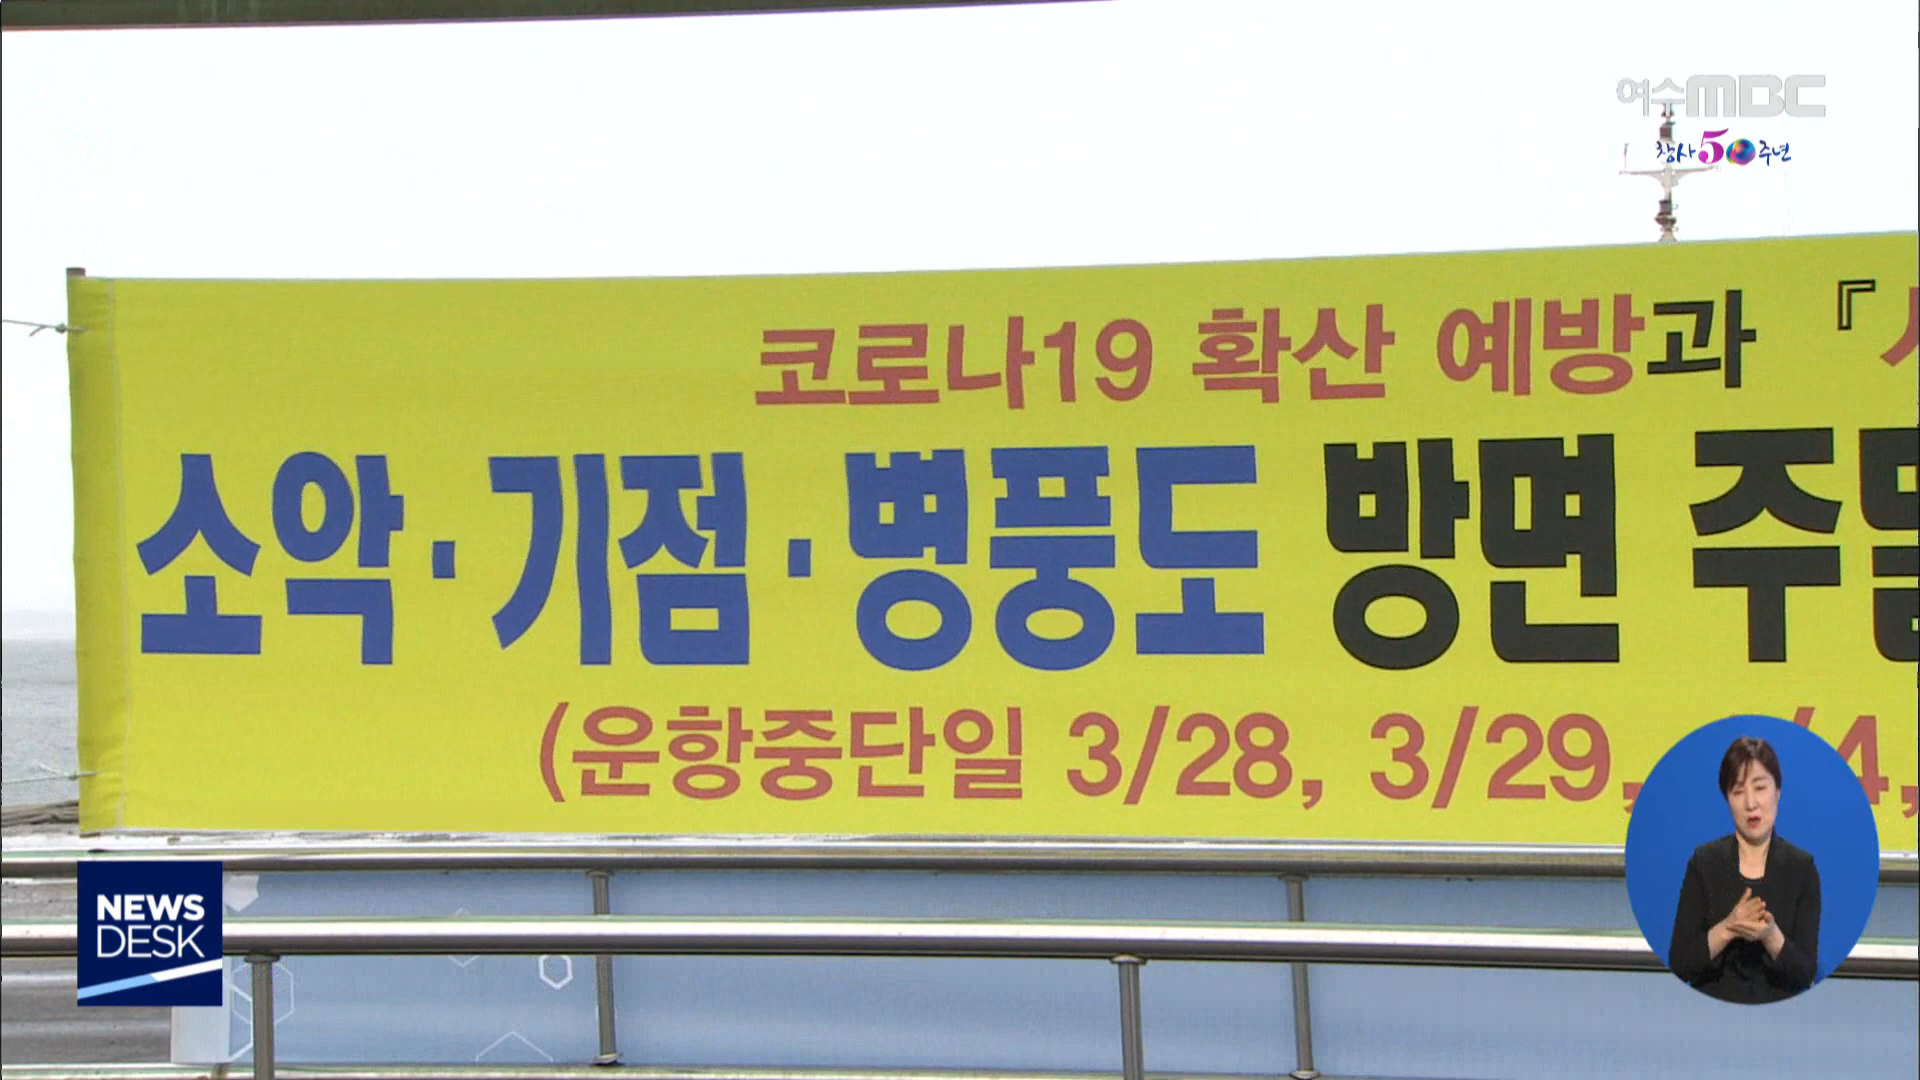 여수MBC
창사50주년
코로나19 확산 예방과 『
소악·기점·병풍도 방면 주말
(운항중단일 3/28, 3/29, /4,
NEWS
DESK